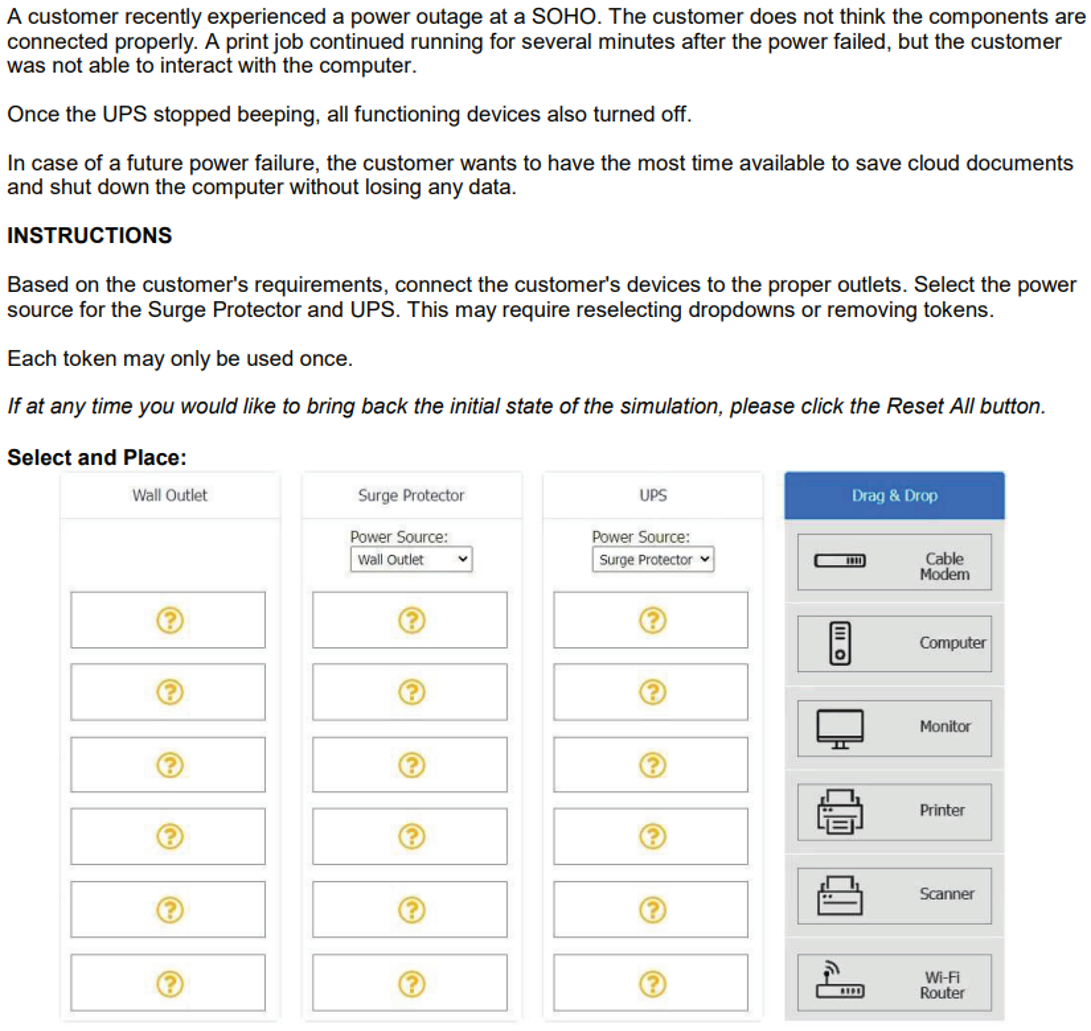 A customer recently experienced a power outage at a SOHO. The customer does not think the components are
connected properly. A print job continued running for several minutes after the power failed, but the customer
was not able to interact with the computer.
Once the UPS stopped beeping, all functioning devices also turned off.
In case of a future power failure, the customer wants to have the most time available to save cloud documents
and shut down the computer without losing any data.
INSTRUCTIONS
Based on the customer's requirements, connect the customer's devices to the proper outlets. Select the power
source for the Surge Protector and UPS. This may require reselecting dropdowns or removing tokens.
Each token may only be used once.
If at any time you would like to bring back the initial state of the simulation, please click the Reset All button.
Select and Place:
Wall Outlet
Surge Protector
Power Source:
Wall Outlet
UPS
Power Source:
Surge Protector
Drag & Drop
Cable
Modem
Computer
Monitor
Printer
Scanner
Wi-Fi
Router